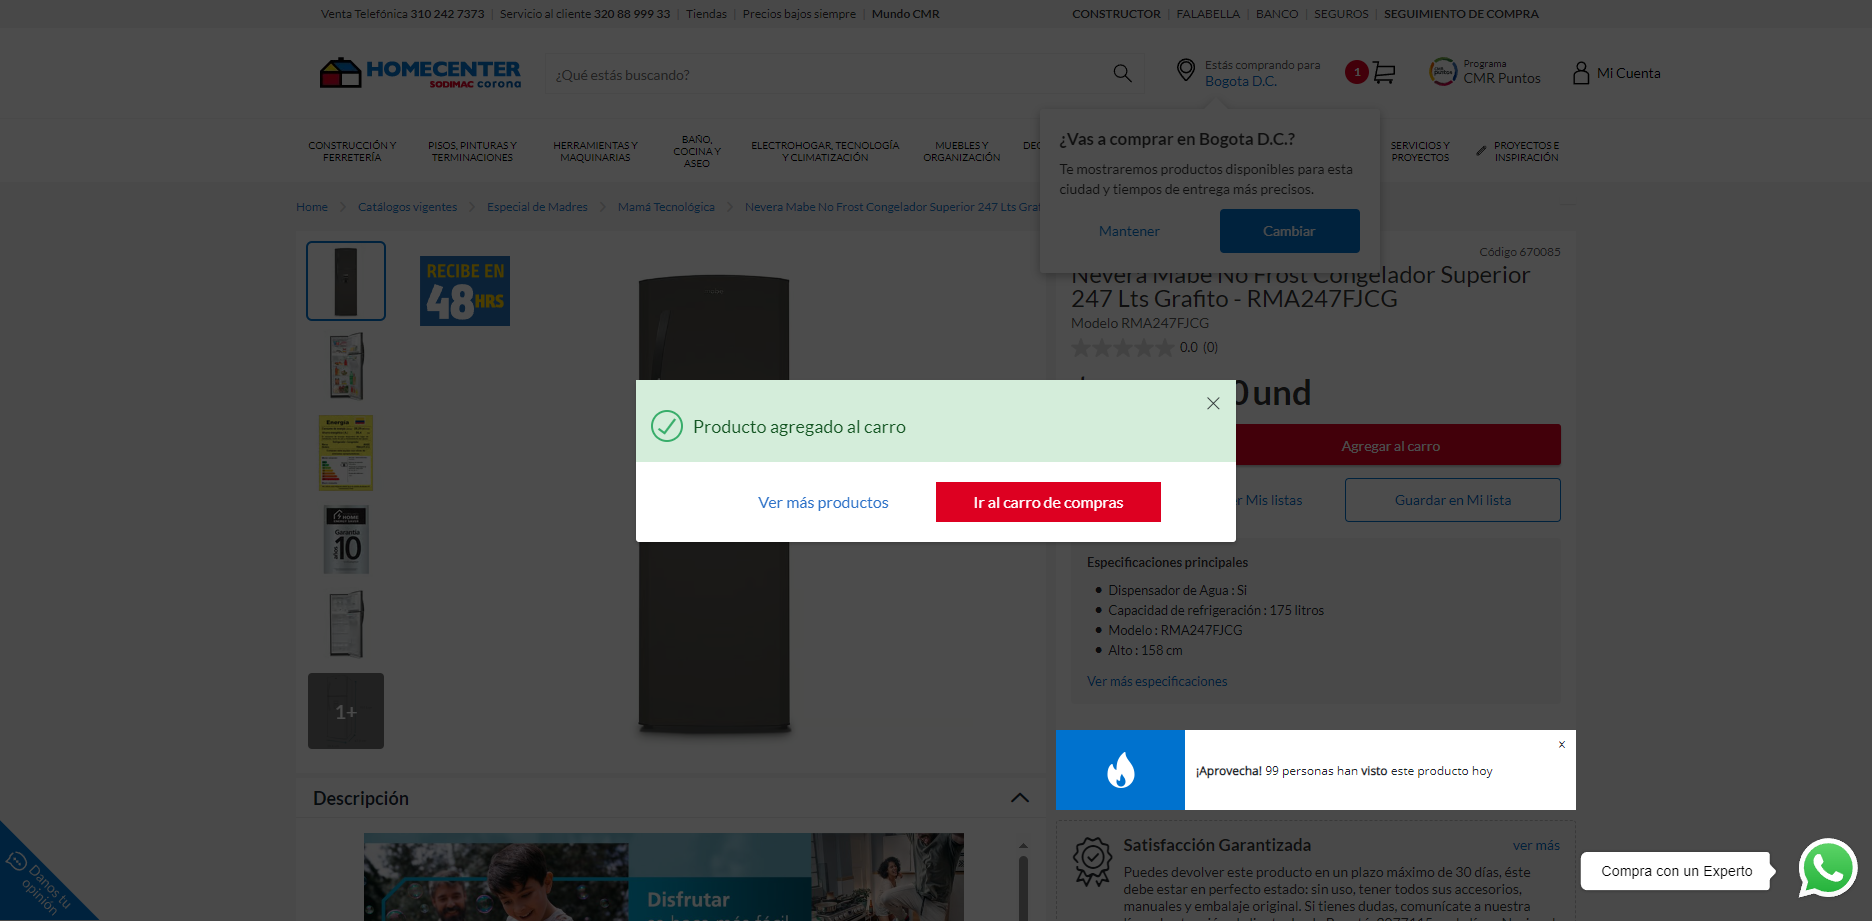 Venta Telefónica 310 242 7373 | Servicio al cliente 320 88 999 33 | Tiendas | Precios bajos siempre | Mundo CMR
CONSTRUCTOR | FALABELLA | BANCO | SEGUROS | SEGUIMIENTO DE COMPRA
HOMECENTER
SODIMAC corona
¿Qué estás buscando?
Estás comprando para
Bogota D.C.
1
Programa
CMR Puntos
Mi Cuenta
CONSTRUCCIÓN Y
FERRETERÍA
PISOS, PINTURAS Y
TERMINACIONES
HERRAMIENTAS Y
MAQUINARIAS
BAÑO,
COCINA Y
ASEO
ELECTROHOGAR, TECNOLOGÍA
Y CLIMATIZACIÓN
MUEBLES Y
ORGANIZACIÓN
SERVICIOS Y
PROYECTOS
PROYECTOS E
INSPIRACIÓN
¿Vas a comprar en Bogota D.C.?
Te mostraremos productos disponibles para esta
ciudad y tiempos de entrega más precisos.
Mantener
Cambiar
Home > Catálogos vigentes > Especial de Madres > Mamá Tecnológica > Nevera Mabe No Frost Congelador Superior 247 Lts
RECIBE EN
48HRS
Energía
HOME
Garantía
10
años
1+
Código 670085
Nevera Mabe No Frost Congelador Superior
247 Lts Grafito - RMA247FJCG
Modelo RMA247FJCG
0.0 (0)
0 und
Agregar al carro
Mis listas
Guardar en Mi lista
Producto agregado al carro
Ver más productos
Ir al carro de compras
Especificaciones principales
• Dispensador de Agua : Si
• Capacidad de refrigeración : 175 litros
• Modelo : RMA247FJCG
• Alto : 158 cm
Ver más especificaciones
x
¡Aprovecha! 99 personas han visto este producto hoy
Descripción
Disfrutar
Satisfacción Garantizada
ver más
Puedes devolver este producto en un plazo máximo de 30 días, éste
debe estar en perfecto estado: sin uso, tener todos sus accesorios,
manuales y embalaje original. Si tienes dudas, comunícate a nuestra
Danos tu
opinión
Compra con un Experto